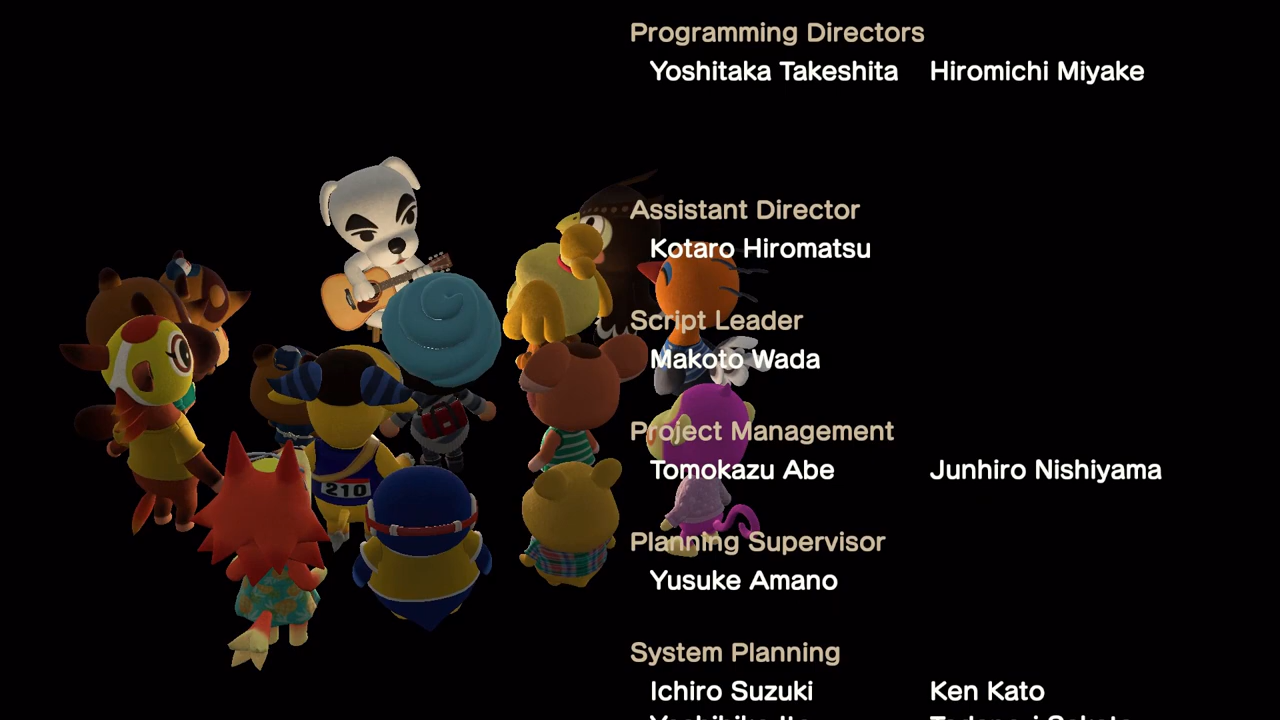 Programming Directors
Yoshitaka Takeshita Hiromichi Miyake
Assistant Director
Kotaro Hiromatsu
Script Leader
Makoto Wada
Project Management
Tomokazu Abe Junhiro Nishiyama
Planning Supervisor
Yusuke Amano
210
System Planning
Ichiro Suzuki Ken Kato